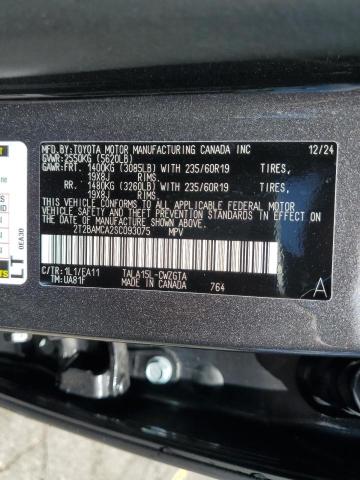 MFD.BY:TOYOTA MOTOR MANUFACTURING CANADA INC 12/24
GVWR:2550KG (5620LB)
GAWR:FRT. 1400KG (3085LB) WITH 235/60R19 TIRES,
19X8J RIMS
RR. 1480KG (3260LB) WITH 235/60R19 TIRES,
19X8J RIMS
THIS VEHICLE CONFORMS TO ALL APPLICABLE
FEDERAL MOTOR VEHICLE SAFETY STANDARDS
IN EFFECT ON THE DATE OF
MANUFACTURE SHOWN ABOVE.
2T2BAMCA2SC093075 MPV
C/TR:1L1/EA11 TALA15L-CWZGTA
TM:UA81F MADE IN CANADA 764 A
LT
0EA30